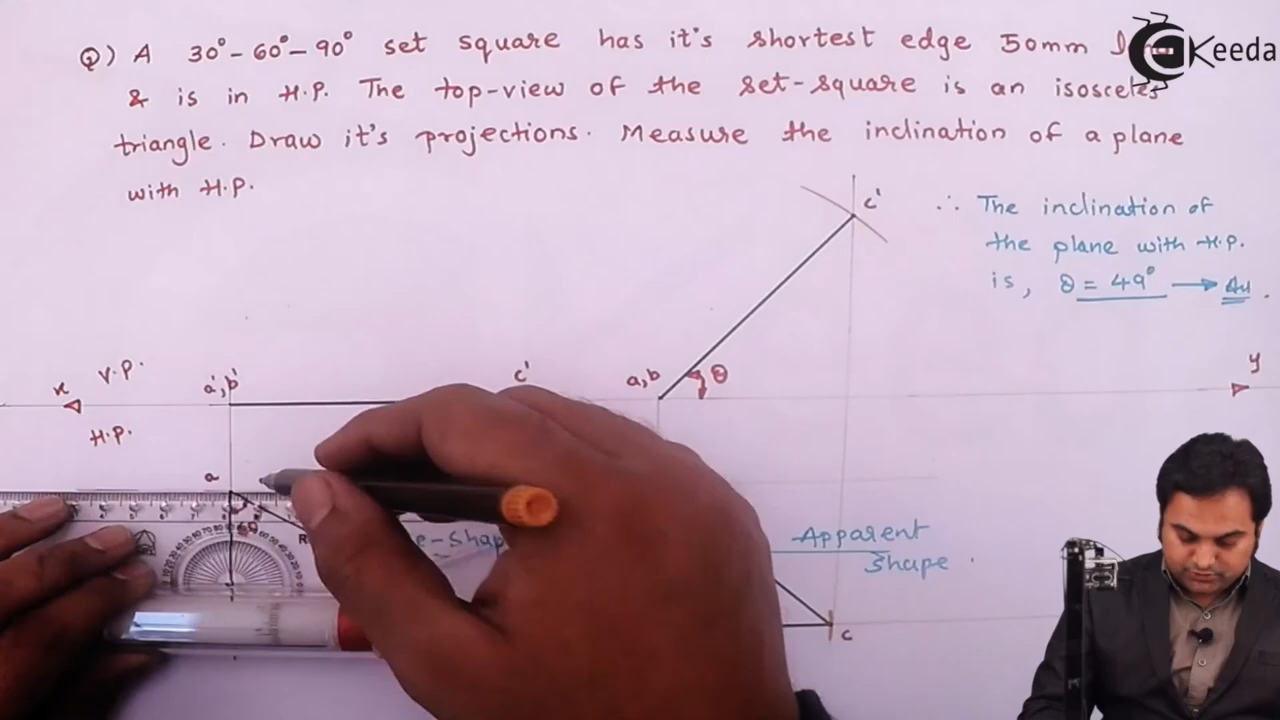 Q) A 30° - 60° - 90° set square has it's shortest edge 50mm
& is in H.P. The top-view of the set-square is an isosceles
triangle. Draw it's projections. Measure the inclination of a plane
with H.P.
Keeda
∴ The inclination of
the plane with H.P.
is, θ = 49° → Au.
c'
x V.P.
H.P.
a', b'
c'
a, b
θ
y
a
Apparent
Shape
c